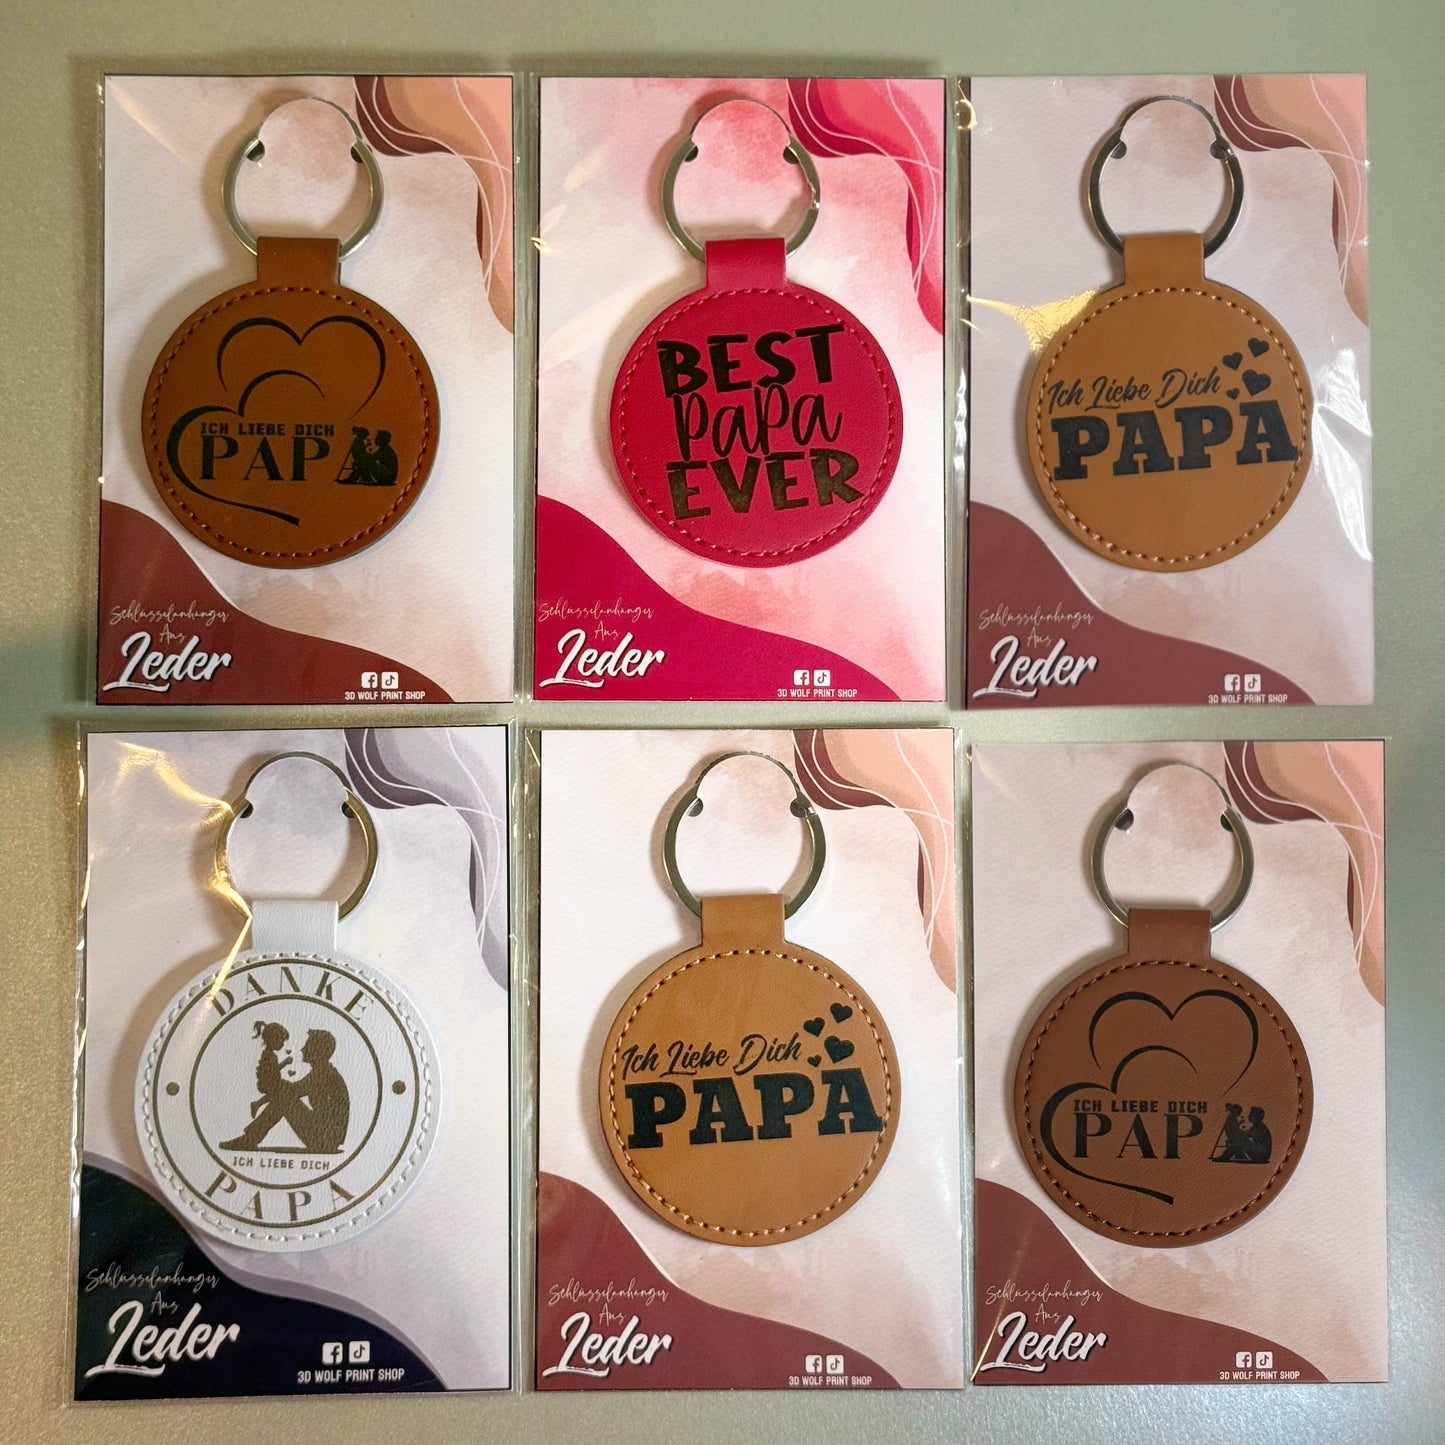 ICH LIEBE DICH
PAPA
Schlüsselanhänger
Aus
Leder
3D WOLF PRINT SHOP
BEST
PAPA
EVER
Schlüsselanhänger
Aus
Leder
3D WOLF PRINT SHOP
Ich Liebe Dich
PAPA
Schlüsselanhänger
Aus
Leder
3D WOLF PRINT SHOP
DANKE
ICH LIEBE DICH
PAPA
Schlüsselanhänger
Aus
Leder
3D WOLF PRINT SHOP
Ich Liebe Dich
PAPA
Schlüsselanhänger
Aus
Leder
3D WOLF PRINT SHOP
ICH LIEBE DICH
PAPA
Schlüsselanhänger
Aus
Leder
3D WOLF PRINT SHOP